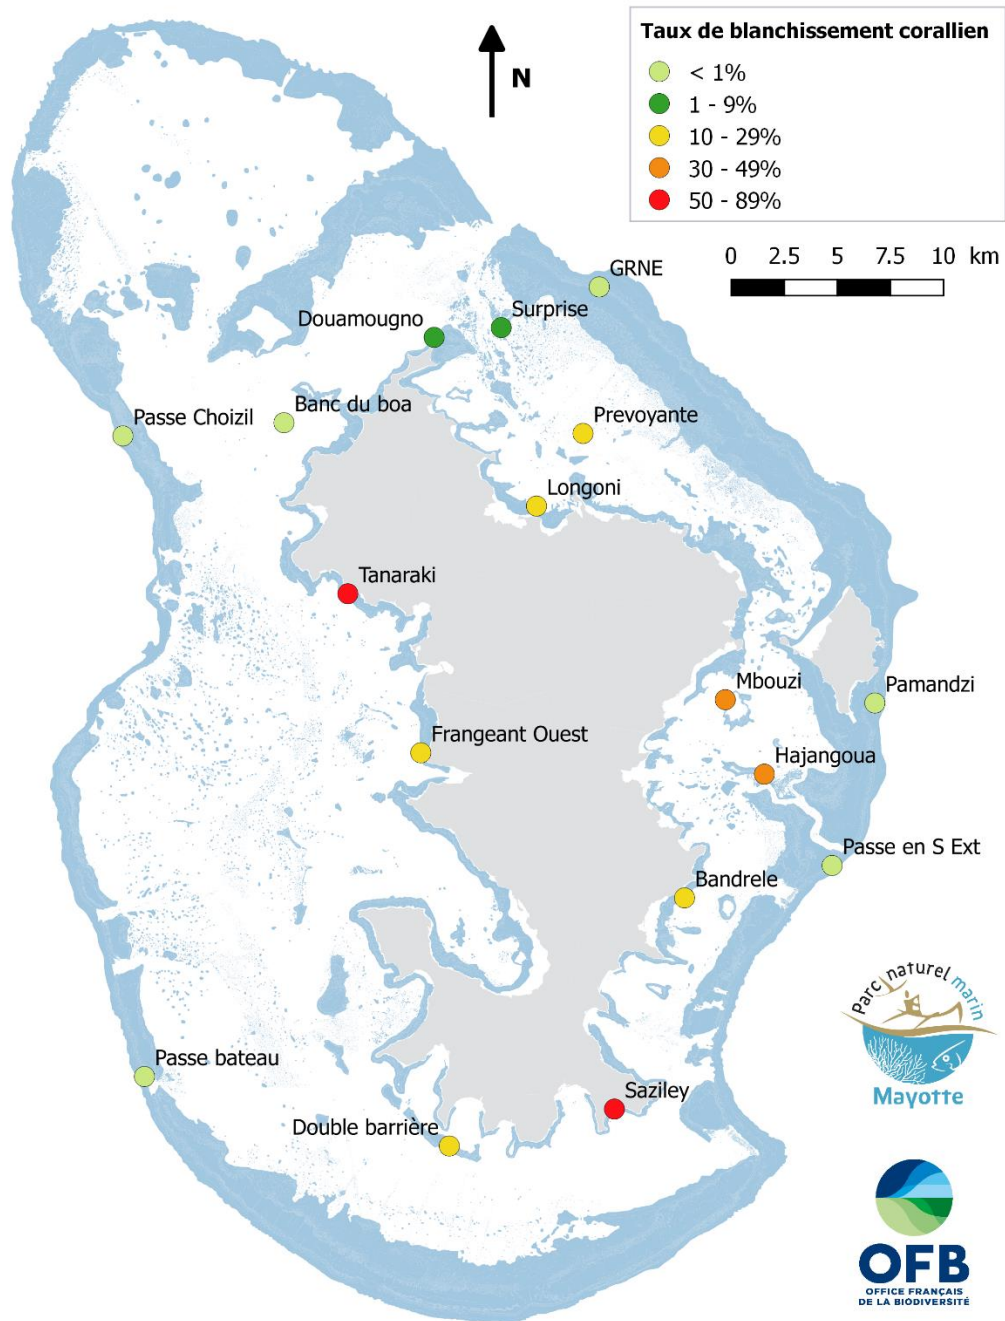 Taux de blanchissement corallien
< 1%
1 - 9%
10 - 29%
30 - 49%
50 - 89%
N
0 2.5 5 7.5 10 km
GRNE
Surprise
Douamougno
Banc du boa
Passe Choizil
Prevoyante
Longoni
Tanaraki
Mbouzi
Pamandzi
Frangeant Ouest
Hajangoua
Passe en S Ext
Bandrele
Parc naturel marin
Mayotte
Passe bateau
Saziley
Double barrière
OFB
OFFICE FRANÇAIS
DE LA BIODIVERSITÉ